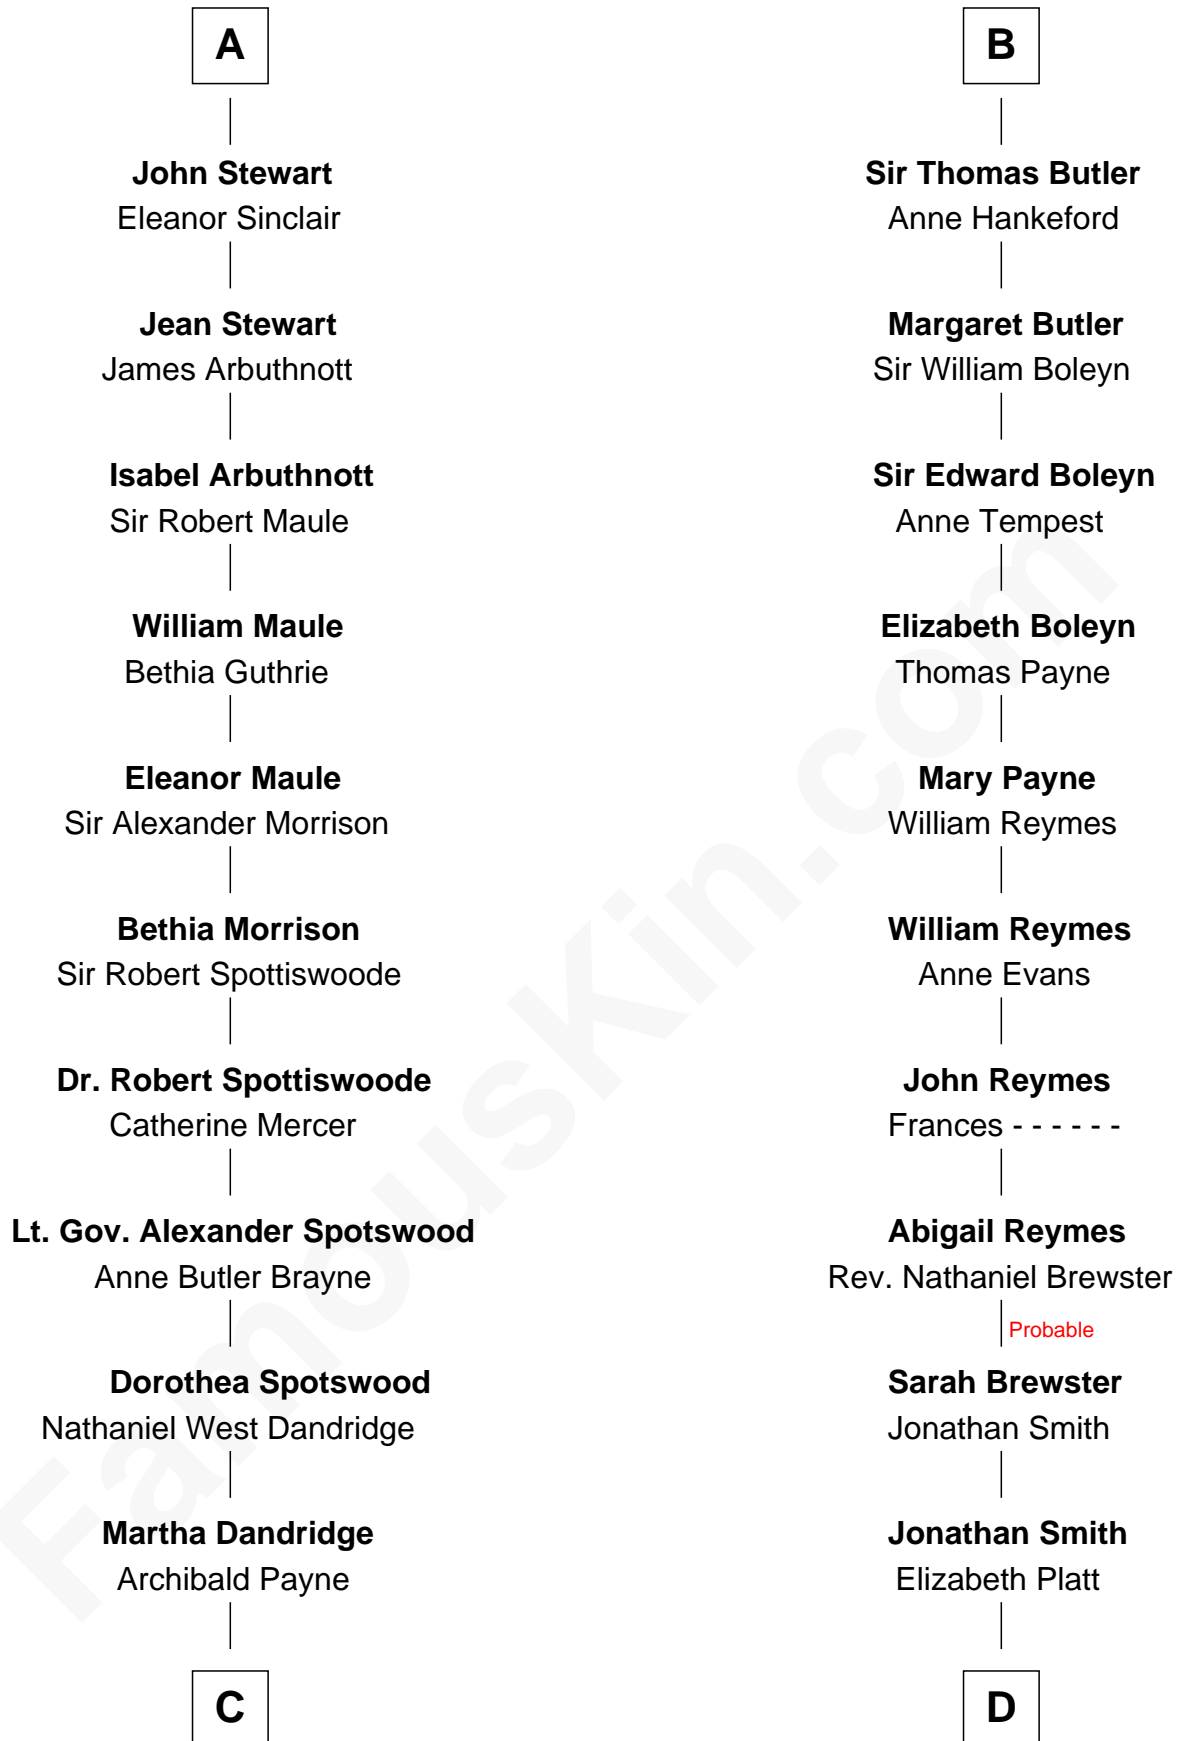 A
John Stewart
Eleanor Sinclair
Jean Stewart
James Arbuthnott
Isabel Arbuthnott
Sir Robert Maule
William Maule
Bethia Guthrie
Eleanor Maule
Sir Alexander Morrison
Bethia Morrison
Sir Robert Spottiswoode
Dr. Robert Spottiswoode
Catherine Mercer
Lt. Gov. Alexander Spotswood
Anne Butler Brayne
Dorothea Spotswood
Nathaniel West Dandridge
Martha Dandridge
Archibald Payne
C
B
Sir Thomas Butler
Anne Hankeford
Margaret Butler
Sir William Boleyn
Sir Edward Boleyn
Anne Tempest
Elizabeth Boleyn
Thomas Payne
Mary Payne
William Reymes
William Reymes
Anne Evans
John Reymes
Frances - - - - - -
Abigail Reymes
Rev. Nathaniel Brewster
Probable
Sarah Brewster
Jonathan Smith
Jonathan Smith
Elizabeth Platt
D
FamousKin.com